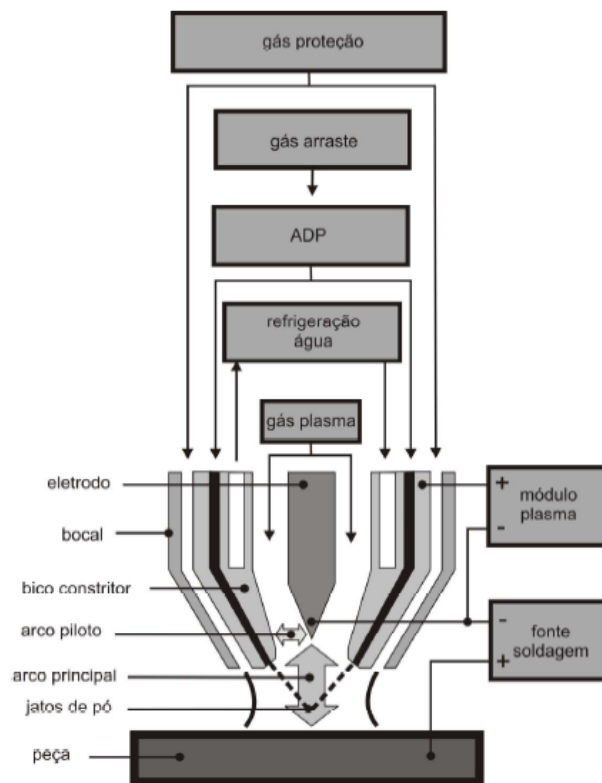 gás proteção
gás arraste
ADP
refrigeração
água
gás plasma
eletrodo
bocal
bico constritor
arco piloto
arco principal
jatos de pó
peça
+
módulo
plasma
-
-
fonte
soldagem
+